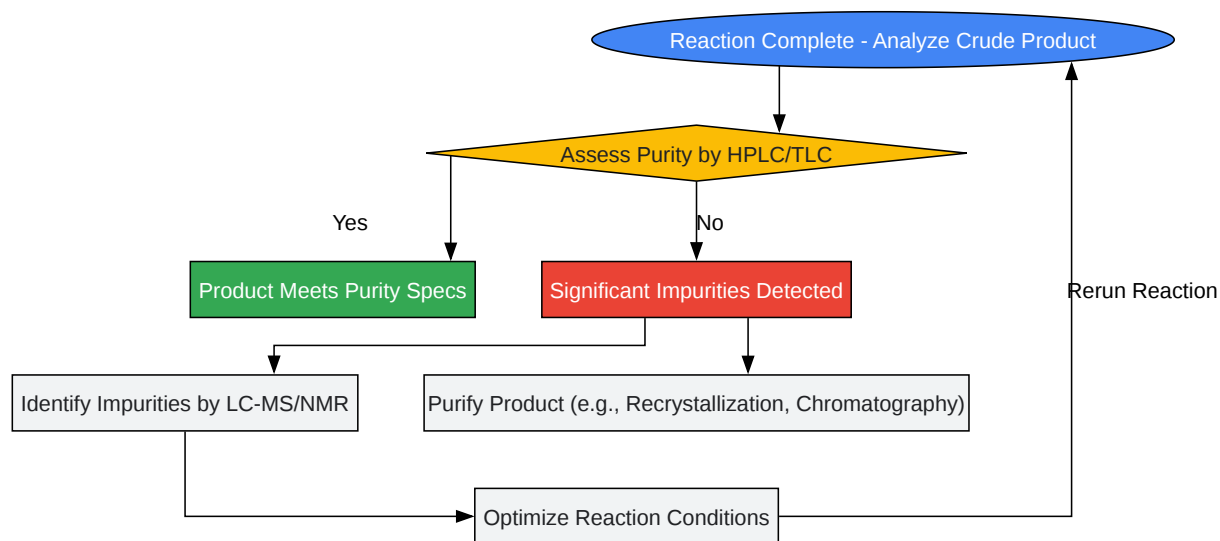 Reaction Complete - Analyze Crude Product
Assess Purity by HPLC/TLC
Yes
No
Product Meets Purity Specs
Significant Impurities Detected
Rerun Reaction
Identify Impurities by LC-MS/NMR
Purify Product (e.g., Recrystallization, Chromatography)
Optimize Reaction Conditions